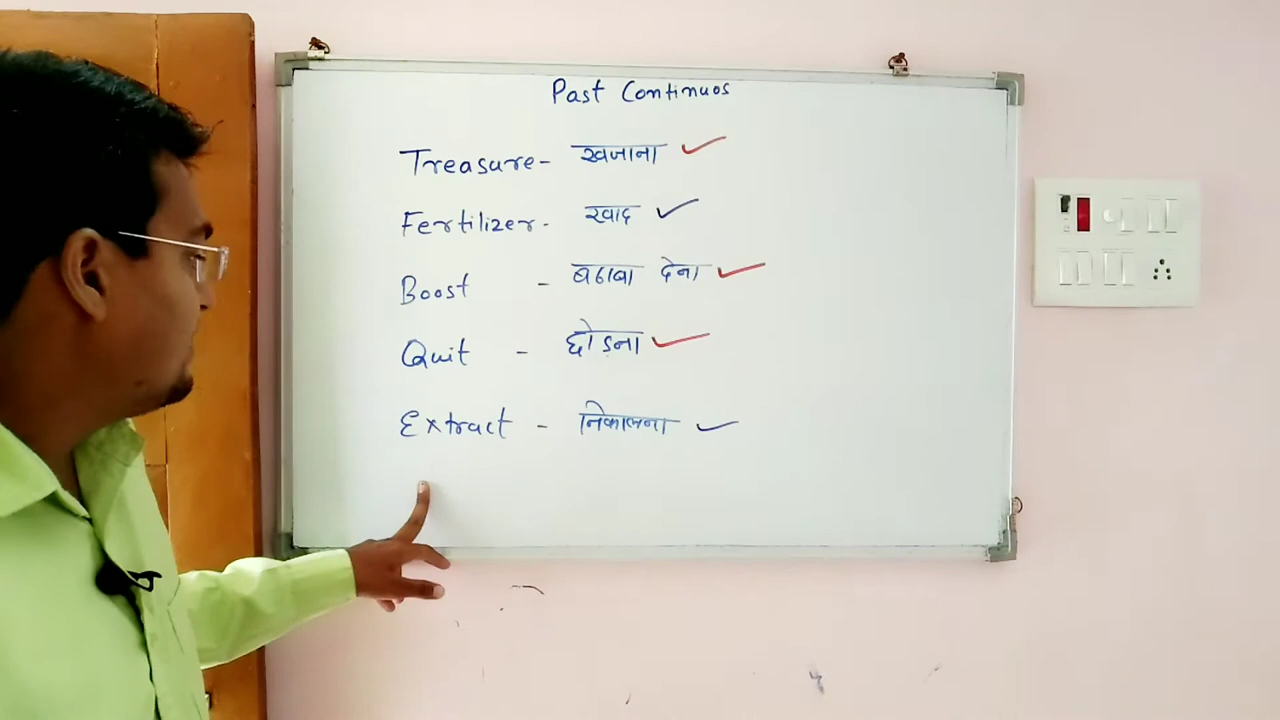 Past Continuos
Treasure - खजाना
Fertilizer - खाद
Boost - बढाबा देना
Quit - छोडना
Extract - निकालना